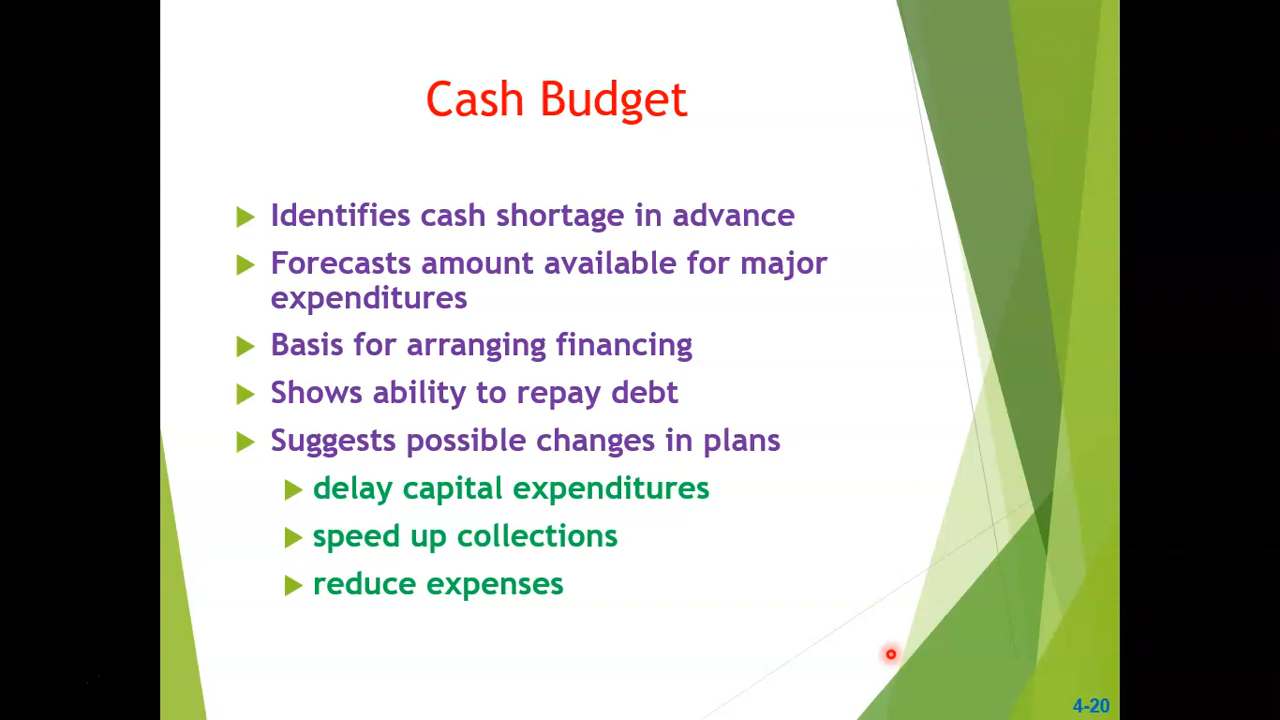 Cash Budget
Identifies cash shortage in advance
Forecasts amount available for major
expenditures
Basis for arranging financing
Shows ability to repay debt
Suggests possible changes in plans
delay capital expenditures
speed up collections
reduce expenses
4-20